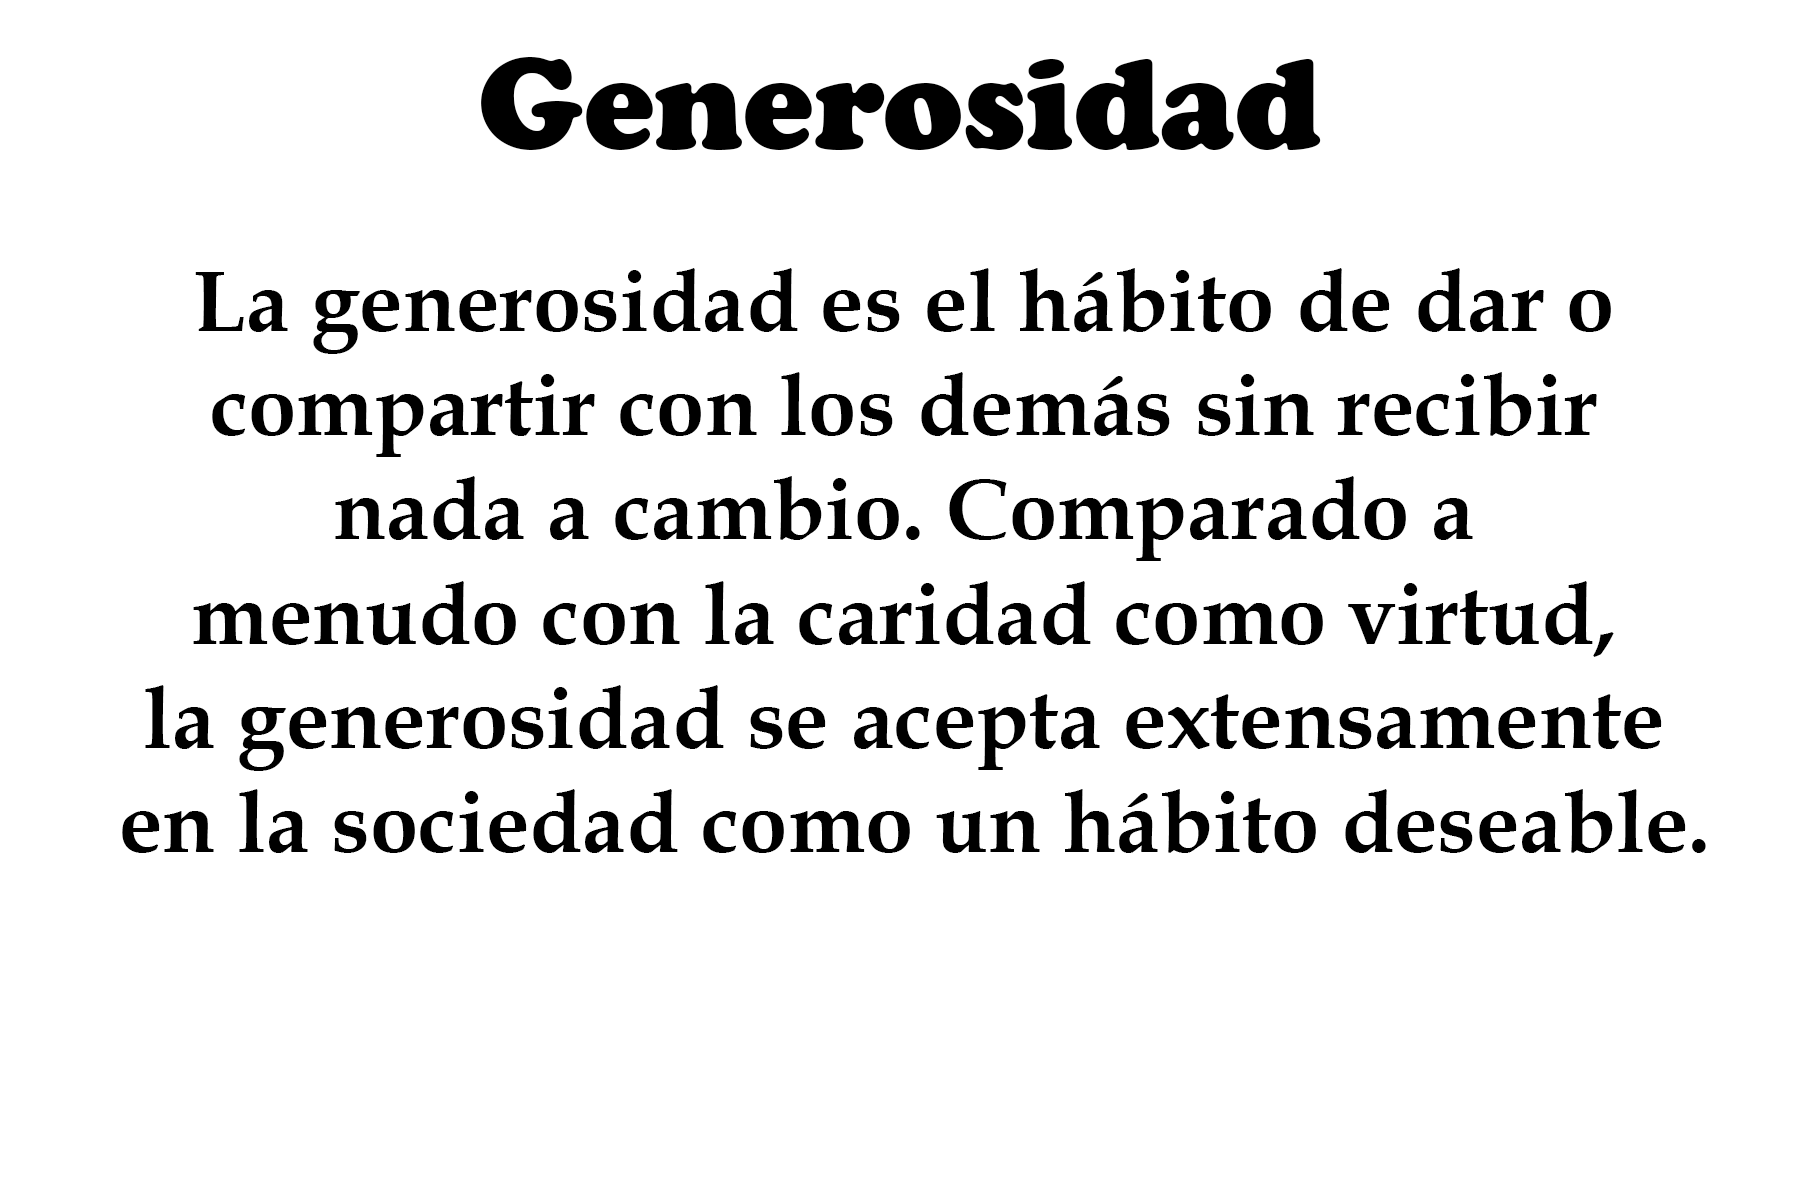 Generosidad
La generosidad es el hábito de dar o
compartir con los demás sin recibir
nada a cambio. Comparado a
menudo con la caridad como virtud,
la generosidad se acepta extensamente
en la sociedad como un hábito deseable.